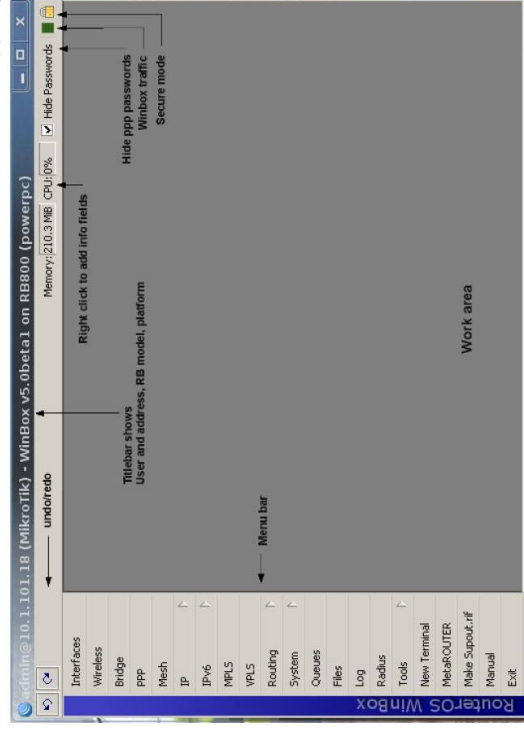 admin@10.1.101.18 (MikroTik) - WinBox v5.0beta1 on RB800 (powerpc)
undo/redo
Memory: 210.3 MiB CPU: 0% Hide Passwords
Right click to add info fields
Titlebar shows
User and address, RB model, platform
Hide ppp passwords
Winbox traffic
Secure mode
Interfaces
Wireless
Bridge
PPP
Mesh
IP
IPv6
MPLS
VPLS
Routing
System
Queues
Files
Log
Radius
Tools
New Terminal
MetaROUTER
Make Supout.rif
Manual
Exit
Menu bar
Work area
RouterOS WinBox